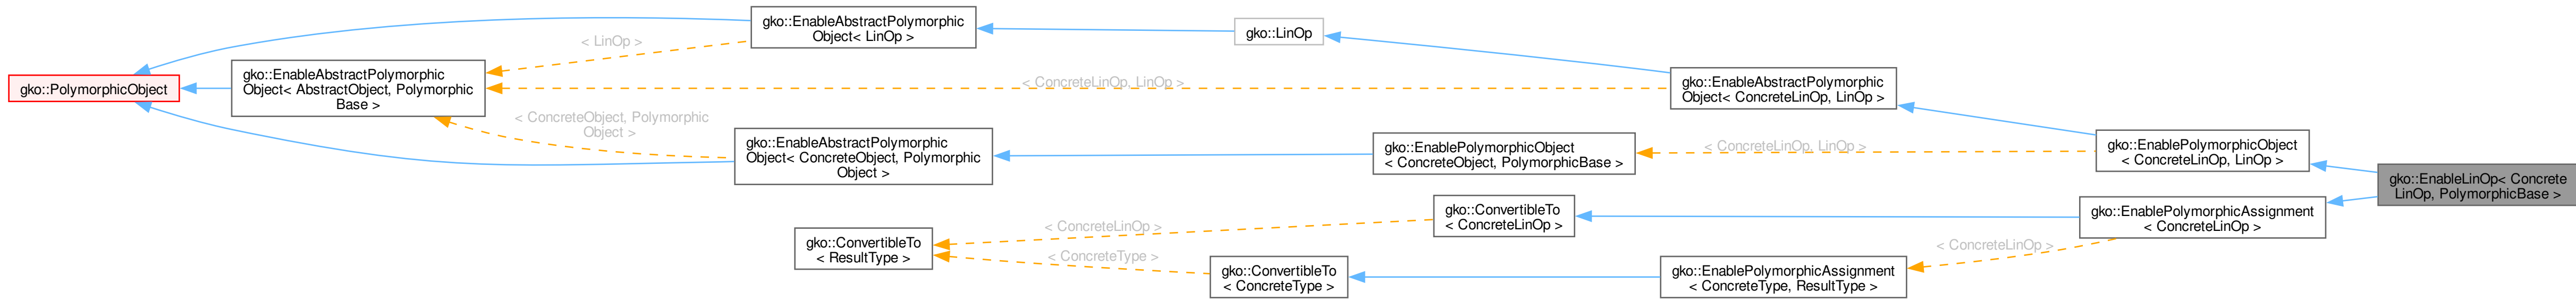 gko::PolymorphicObject
gko::EnableAbstractPolymorphic
Object< AbstractObject, Polymorphic
Base >
< LinOp >
gko::EnableAbstractPolymorphic
Object< LinOp >
gko::LinOp
< ConcreteLinOp, LinOp >
gko::EnableAbstractPolymorphic
Object< ConcreteLinOp, LinOp >
< ConcreteObject, Polymorphic
Object >
gko::EnableAbstractPolymorphic
Object< ConcreteObject, Polymorphic
Object >
gko::EnablePolymorphicObject
< ConcreteObject, PolymorphicBase >
< ConcreteLinOp, LinOp >
gko::EnablePolymorphicObject
< ConcreteLinOp, LinOp >
gko::EnableLinOp< Concrete
LinOp, PolymorphicBase >
gko::ConvertibleTo
< ResultType >
< ConcreteLinOp >
gko::ConvertibleTo
< ConcreteLinOp >
gko::EnablePolymorphicAssignment
< ConcreteLinOp >
< ConcreteType >
gko::ConvertibleTo
< ConcreteType >
gko::EnablePolymorphicAssignment
< ConcreteType, ResultType >
< ConcreteLinOp >